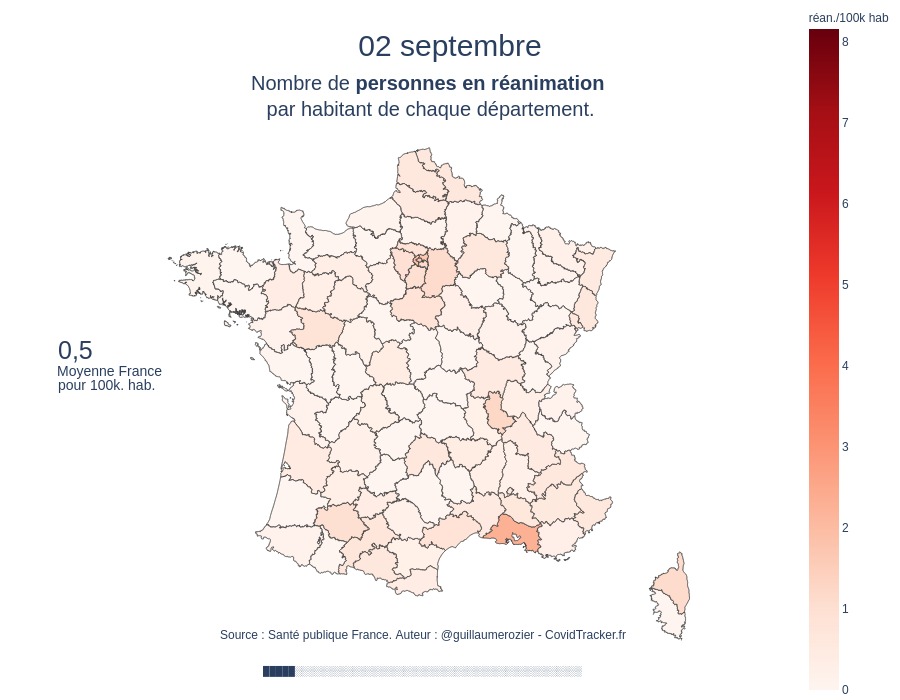 réan./100k hab
02 septembre
Nombre de personnes en réanimation
par habitant de chaque département.
8
7
6
5
4
3
2
1
0
0,5
Moyenne France
pour 100k. hab.
Source : Santé publique France. Auteur : @guillaumerozier - CovidTracker.fr